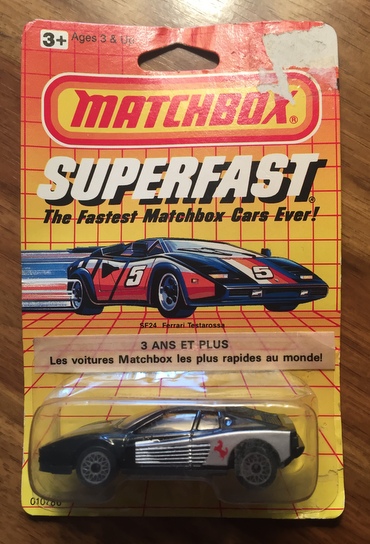 3+ Ages 3 & Up
MATCHBOX®
SUPERFAST®
The Fastest Matchbox Cars Ever!
5 5
SF24 Ferrari Testarossa
3 ANS ET PLUS
Les voitures Matchbox les plus rapides au monde!